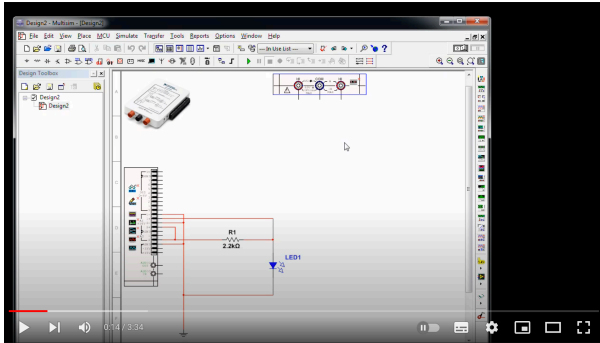 Design2 - Multisim - [Design2]
File Edit View Place MCU Simulate Transfer Tools Reports Options Window Help
--- In Use List ---
Design Toolbox
Design2
Design2
R1
2.2kΩ
LED1
0:14 / 3:34